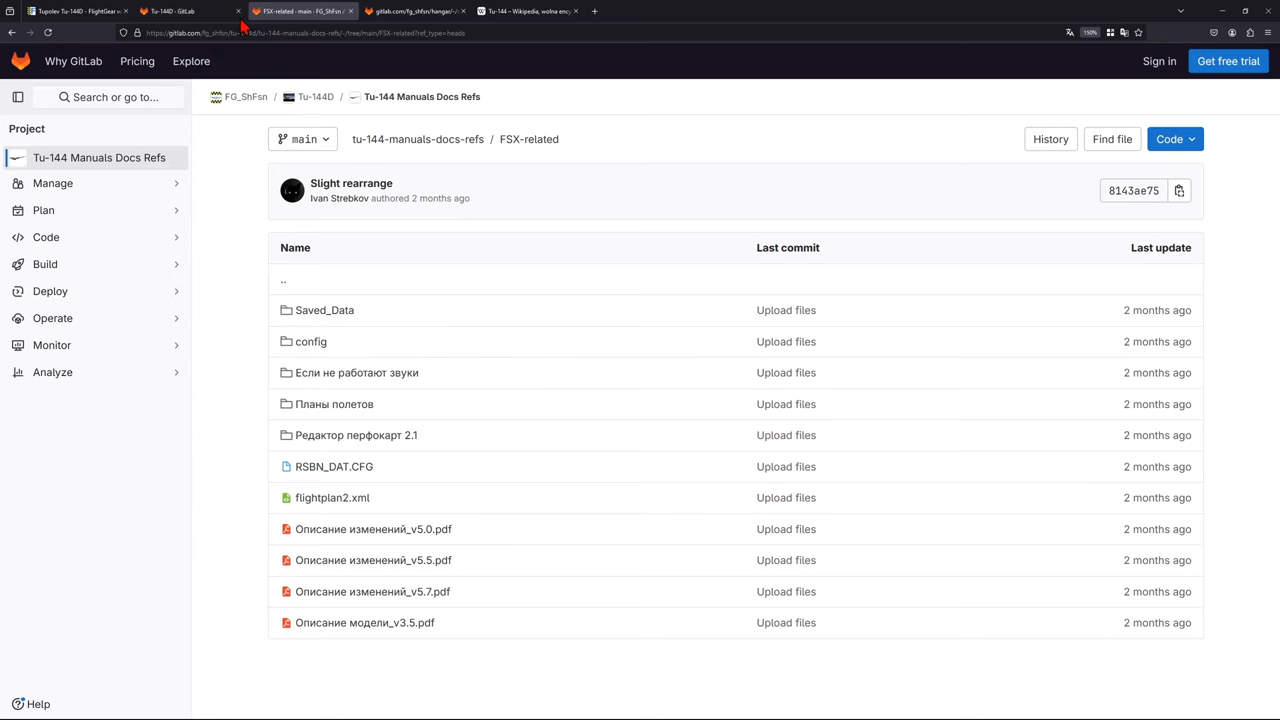 Tupolev Tu-144D - FlightGear w
Tu-144D · GitLab
FSX-related · main · FG_ShFsn /
gitlab.com/fg_shfsn/hangar/-/
Tu-144 – Wikipedia, wolna ency
https://gitlab.com/fg_shfsn/tu-144d/tu-144-manuals-docs-refs/-/tree/main/FSX-related?ref_type=heads
150%
Why GitLab
Pricing
Explore
Sign in
Get free trial
Search or go to...
FG_ShFsn / Tu-144D / Tu-144 Manuals Docs Refs
Project
Tu-144 Manuals Docs Refs
Manage
Plan
Code
Build
Deploy
Operate
Monitor
Analyze
Help
main
tu-144-manuals-docs-refs / FSX-related
History
Find file
Code
Slight rearrange
Ivan Strebkov authored 2 months ago
8143ae75
Name Last commit Last update
..
Saved_Data Upload files 2 months ago
config Upload files 2 months ago
Если не работают звуки Upload files 2 months ago
Планы полетов Upload files 2 months ago
Редактор перфокарт 2.1 Upload files 2 months ago
RSBN_DAT.CFG Upload files 2 months ago
flightplan2.xml Upload files 2 months ago
Описание изменений_v5.0.pdf Upload files 2 months ago
Описание изменений_v5.5.pdf Upload files 2 months ago
Описание изменений_v5.7.pdf Upload files 2 months ago
Описание модели_v3.5.pdf Upload files 2 months ago